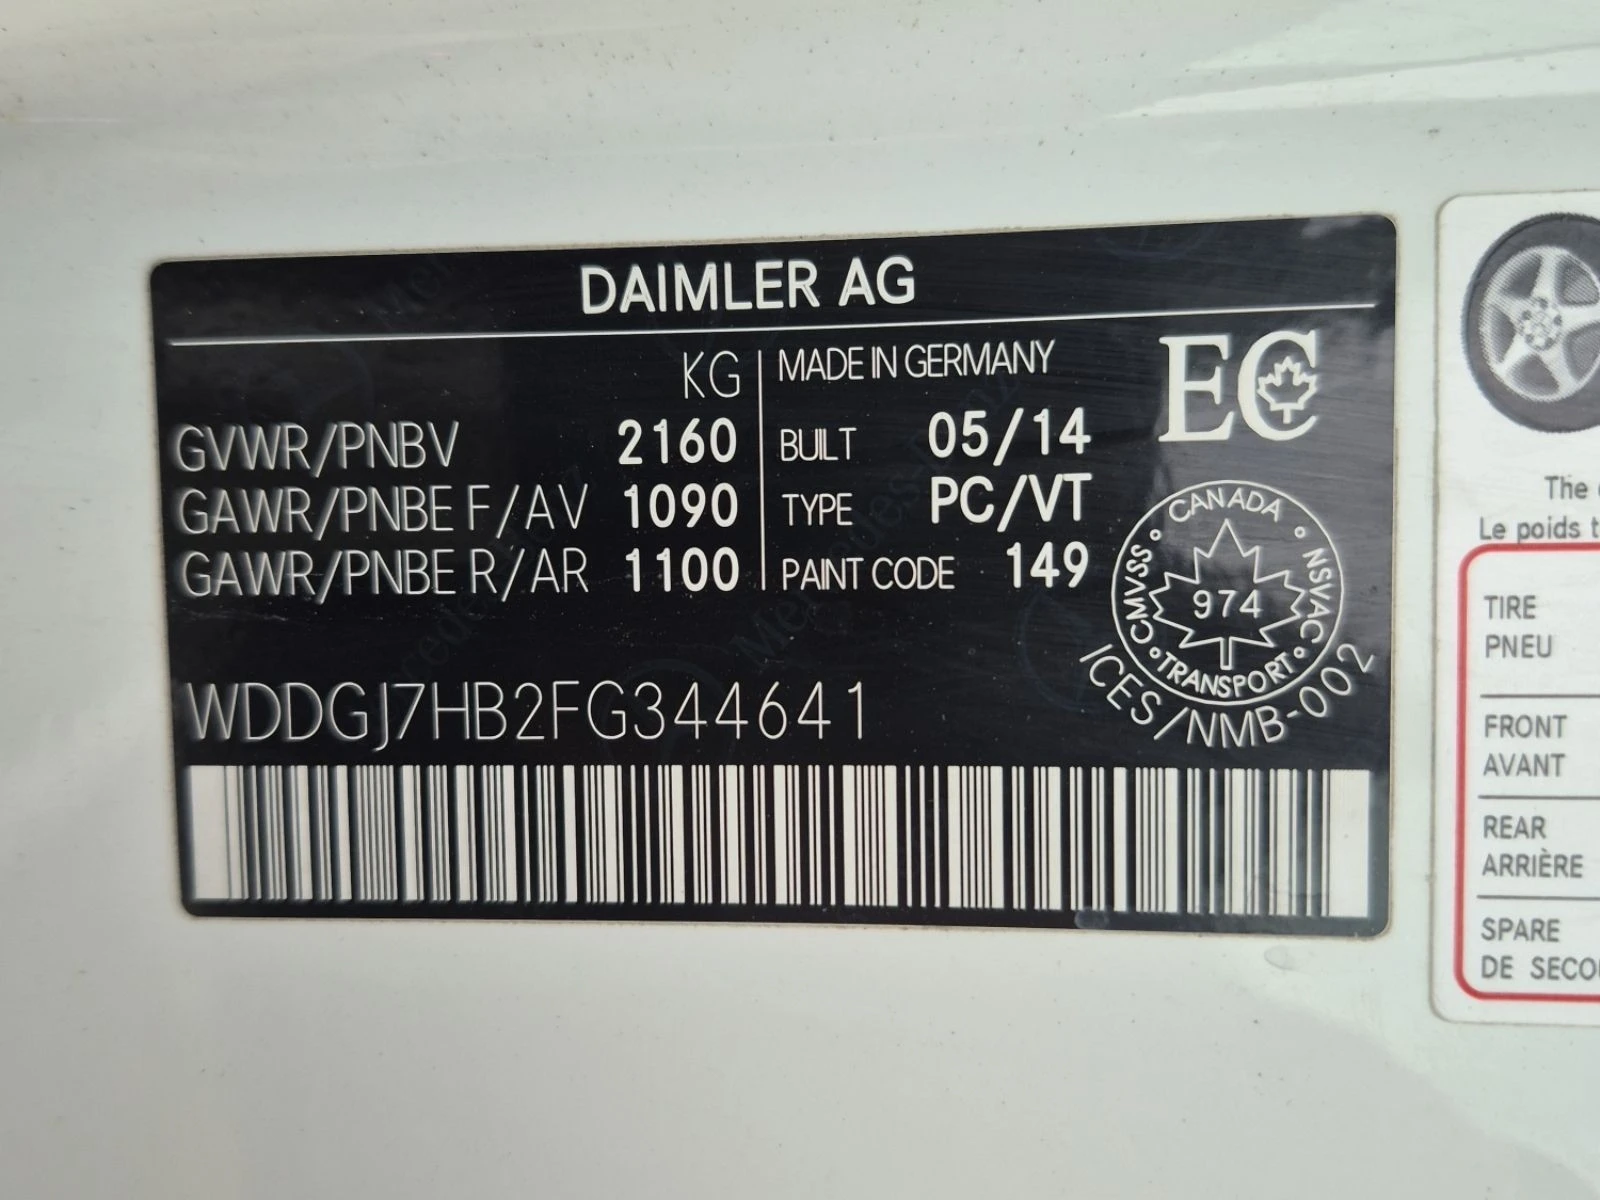 DAIMLER AG
KG
GVWR/PNBV 2160
GAWR/PNBE F/AV 1090
GAWR/PNBE R/AR 1100
MADE IN GERMANY
BUILT 05/14
TYPE PC/VT
PAINT CODE 149
EC
CANADA
CMVSS NSVAC
974
TRANSPORT
ICES/NMB-002
WDDGJ7HB2FG344641
The
Le poids
TIRE
PNEU
FRONT
AVANT
REAR
ARRIÈRE
SPARE
DE